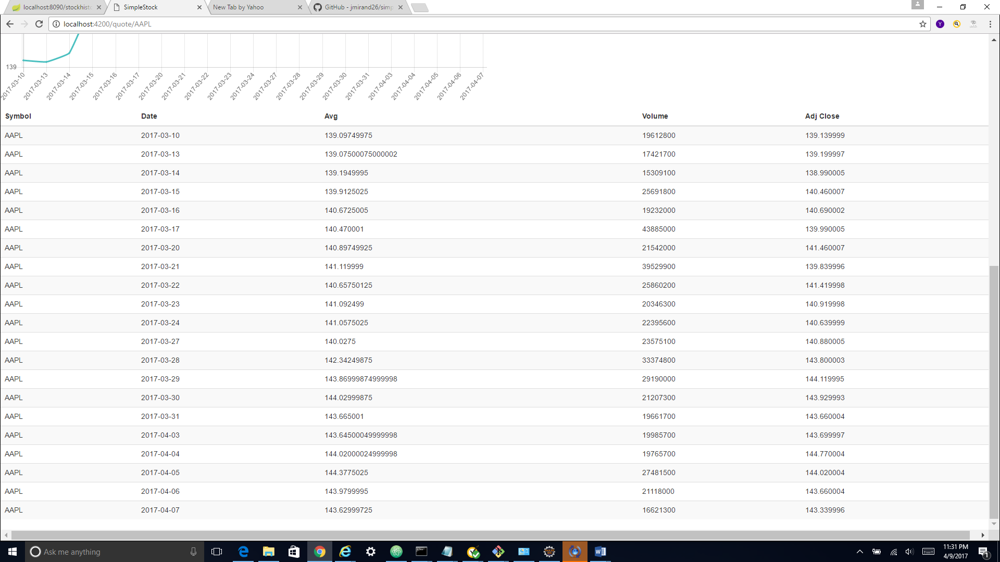 localhost:8090/stockhist
SimpleStock
New Tab by Yahoo
GitHub - jmirand26/simp
localhost:4200/quote/AAPL
139
2017-03-10 2017-03-13 2017-03-14 2017-03-15 2017-03-16 2017-03-17 2017-03-20 2017-03-21 2017-03-22 2017-03-23 2017-03-24 2017-03-27 2017-03-28 2017-03-29 2017-03-30 2017-03-31 2017-04-03 2017-04-04 2017-04-05 2017-04-06 2017-04-07
Symbol Date Avg Volume Adj Close
AAPL 2017-03-10 139.09749975 19612800 139.139999
AAPL 2017-03-13 139.07500075000002 17421700 139.199997
AAPL 2017-03-14 139.1949995 15309100 138.990005
AAPL 2017-03-15 139.9125025 25691800 140.460007
AAPL 2017-03-16 140.6725005 19232000 140.690002
AAPL 2017-03-17 140.470001 43885000 139.990005
AAPL 2017-03-20 140.89749925 21542000 141.460007
AAPL 2017-03-21 141.119999 39529900 139.839996
AAPL 2017-03-22 140.65750125 25860200 141.419998
AAPL 2017-03-23 141.092499 20346300 140.919998
AAPL 2017-03-24 141.0575025 22395600 140.639999
AAPL 2017-03-27 140.0275 23575100 140.880005
AAPL 2017-03-28 142.34249875 33374800 143.800003
AAPL 2017-03-29 143.86999874999998 29190000 144.119995
AAPL 2017-03-30 144.02999875 21207300 143.929993
AAPL 2017-03-31 143.665001 19661700 143.660004
AAPL 2017-04-03 143.64500049999998 19985700 143.699997
AAPL 2017-04-04 144.02000024999998 19765700 144.770004
AAPL 2017-04-05 144.3775025 27481500 144.020004
AAPL 2017-04-06 143.9799995 21118000 143.660004
AAPL 2017-04-07 143.62999725 16621300 143.339996
Ask me anything
11:31 PM
4/9/2017
1